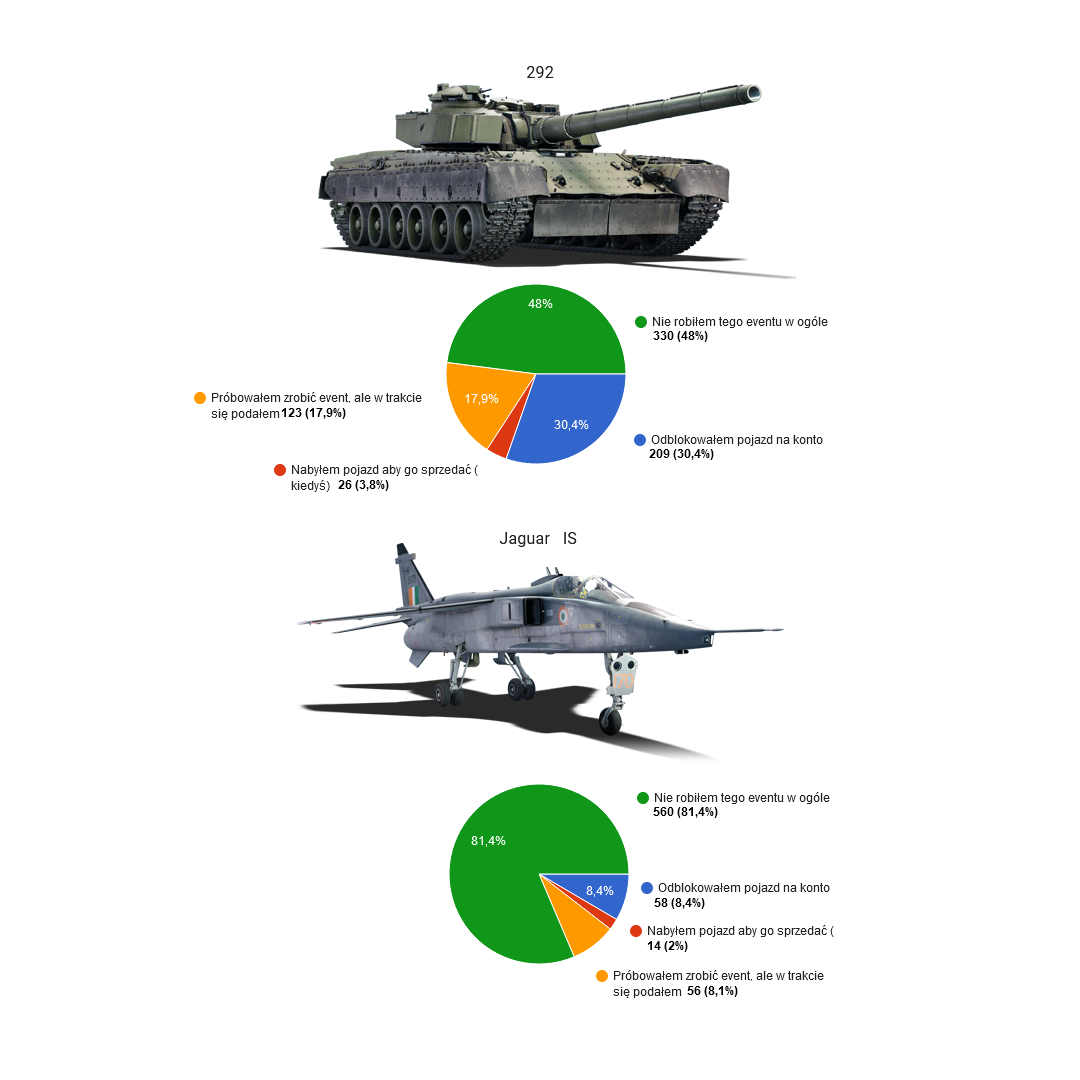 292
48%
Nie robiłem tego eventu w ogóle
330 (48%)
Próbowałem zrobić event, ale w trakcie
się podałem 123 (17,9%)
17,9%
30,4%
Odblokowałem pojazd na konto
209 (30,4%)
Nabyłem pojazd aby go sprzedać (
kiedyś) 26 (3,8%)
Jaguar IS
Nie robiłem tego eventu w ogóle
560 (81,4%)
81,4%
8,4%
Odblokowałem pojazd na konto
58 (8,4%)
Nabyłem pojazd aby go sprzedać (
14 (2%)
Próbowałem zrobić event, ale w trakcie
się podałem 56 (8,1%)